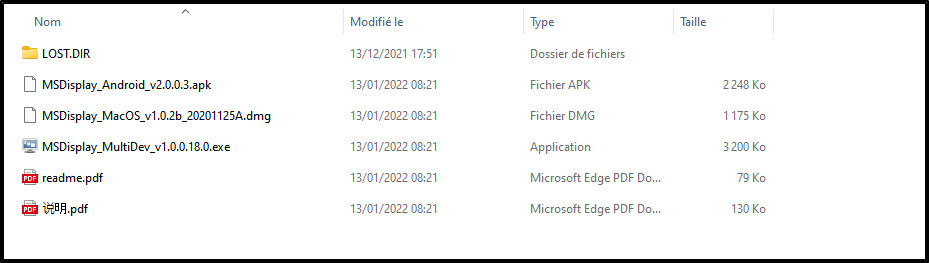 Nom Modifié le Type Taille
LOST.DIR 13/12/2021 17:51 Dossier de fichiers
MSDisplay_Android_v2.0.0.3.apk 13/01/2022 08:21 Fichier APK 2 248 Ko
MSDisplay_MacOS_v1.0.2b_20201125A.dmg 13/01/2022 08:21 Fichier DMG 1 175 Ko
MSDisplay_MultiDev_v1.0.0.18.0.exe 13/01/2022 08:21 Application 3 200 Ko
PDF readme.pdf 13/01/2022 08:21 Microsoft Edge PDF Do... 79 Ko
PDF 说明.pdf 13/01/2022 08:21 Microsoft Edge PDF Do... 130 Ko